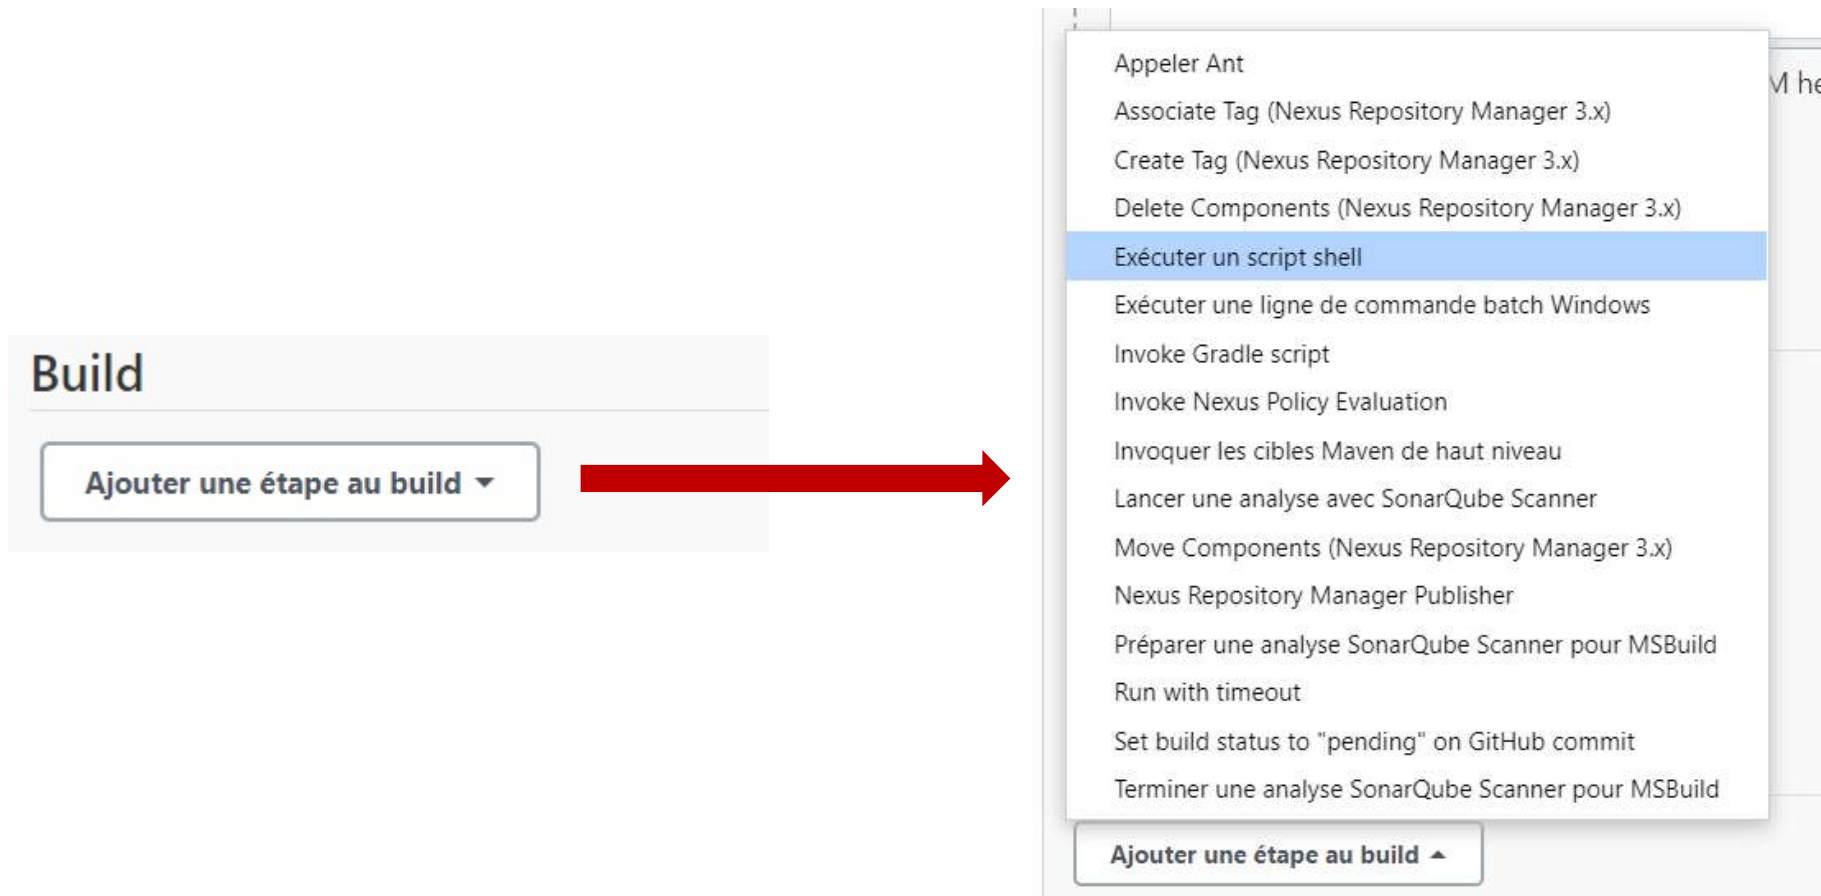 Build
Ajouter une étape au build
Appeler Ant
Associate Tag (Nexus Repository Manager 3.x)
Create Tag (Nexus Repository Manager 3.x)
Delete Components (Nexus Repository Manager 3.x)
Exécuter un script shell
Exécuter une ligne de commande batch Windows
Invoke Gradle script
Invoke Nexus Policy Evaluation
Invoquer les cibles Maven de haut niveau
Lancer une analyse avec SonarQube Scanner
Move Components (Nexus Repository Manager 3.x)
Nexus Repository Manager Publisher
Préparer une analyse SonarQube Scanner pour MSBuild
Run with timeout
Set build status to "pending" on GitHub commit
Terminer une analyse SonarQube Scanner pour MSBuild
Ajouter une étape au build